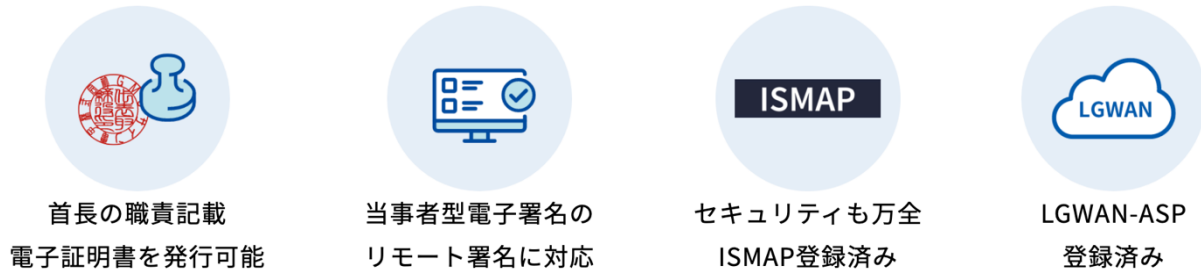 首長の職責記載
電子証明書を発行可能
当事者型電子署名の
リモート署名に対応
ISMAP
セキュリティも万全
ISMAP登録済み
LGWAN
LGWAN-ASP
登録済み